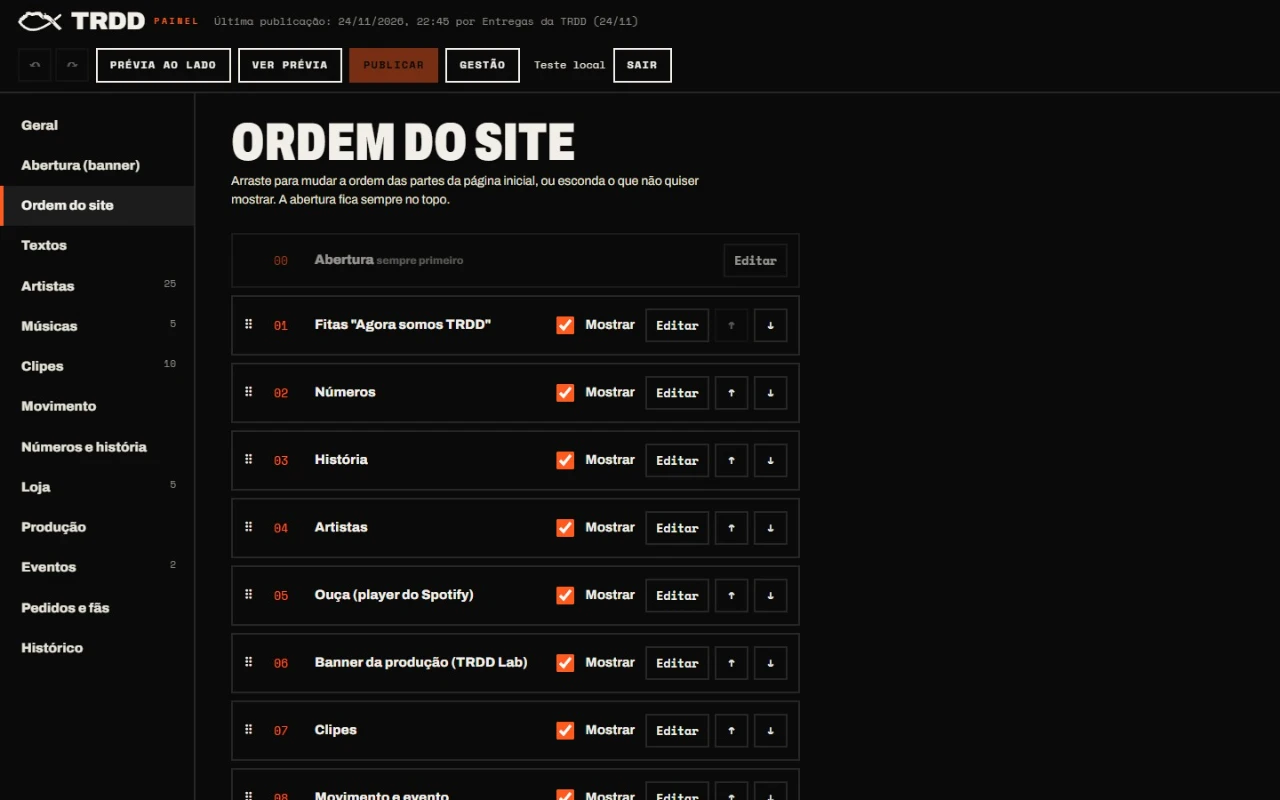 TRDD PAINEL Última publicação: 24/11/2026, 22:45 por Entregas da TRDD (24/11)
PRÉVIA AO LADO VER PRÉVIA PUBLICAR GESTÃO Teste local SAIR
Geral
Abertura (banner)
Ordem do site
Textos
Artistas 25
Músicas 5
Clipes 10
Movimento
Números e história
Loja 5
Produção
Eventos 2
Pedidos e fãs
Histórico
ORDEM DO SITE
Arraste para mudar a ordem das partes da página inicial, ou esconda o que não quiser
mostrar. A abertura fica sempre no topo.
00 Abertura sempre primeiro Editar
01 Fitas "Agora somos TRDD" Mostrar Editar ↑ ↓
02 Números Mostrar Editar ↑ ↓
03 História Mostrar Editar ↑ ↓
04 Artistas Mostrar Editar ↑ ↓
05 Ouça (player do Spotify) Mostrar Editar ↑ ↓
06 Banner da produção (TRDD Lab) Mostrar Editar ↑ ↓
07 Clipes Mostrar Editar ↑ ↓
08 Movimento e evento Mostrar Editar ↑ ↓